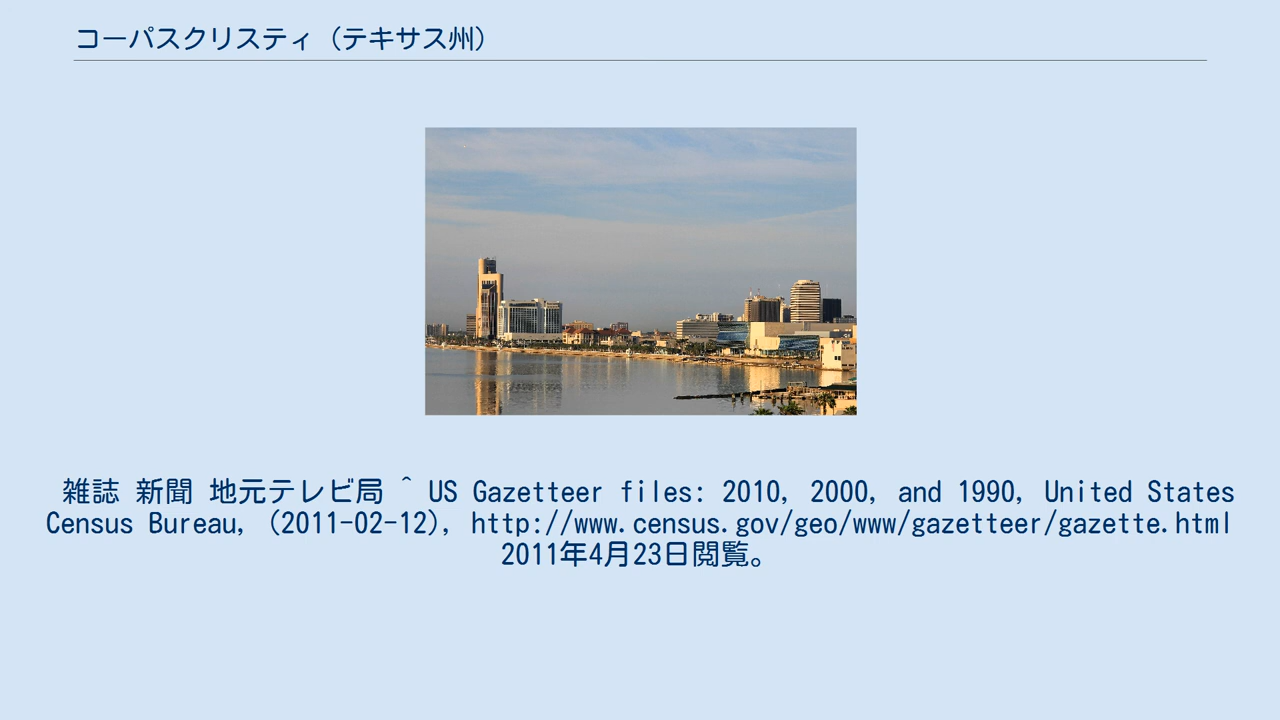 コーパスクリスティ（テキサス州）
雑誌 新聞 地元テレビ局 ^ US Gazetteer files: 2010, 2000, and 1990, United States
Census Bureau, (2011-02-12), http://www.census.gov/geo/www/gazetteer/gazette.html
2011年4月23日閲覧。